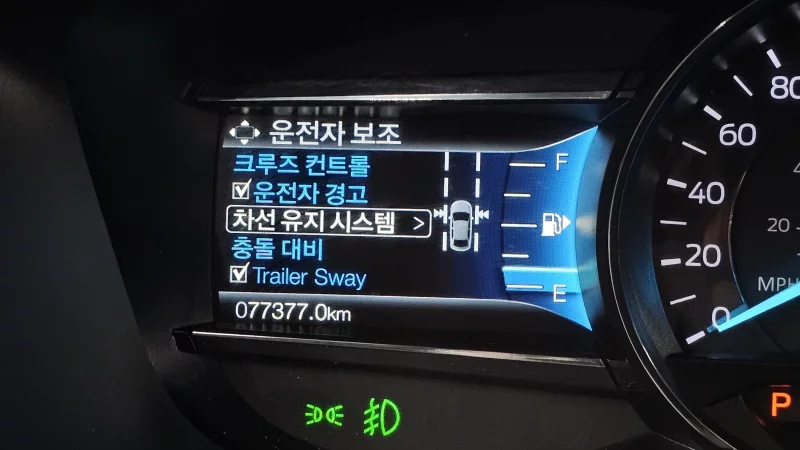 운전자 보조
크루즈 컨트롤
운전자 경고
차선 유지 시스템 >
충돌 대비
Trailer Sway
077377.0km
F
E
80
60
40
20
0
20
MPH
P